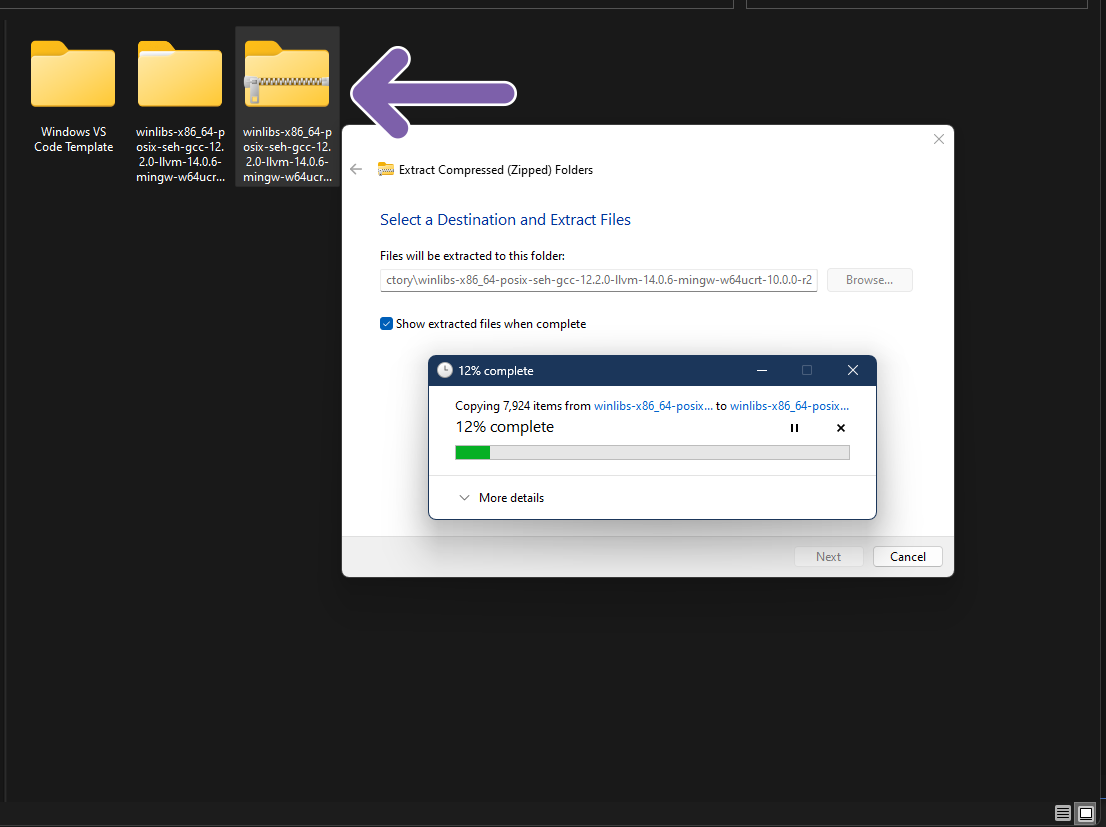 Windows VS
Code Template
winlibs-x86_64-p
osix-seh-gcc-12.
2.0-llvm-14.0.6-
mingw-w64ucr...
winlibs-x86_64-p
osix-seh-gcc-12.
2.0-llvm-14.0.6-
mingw-w64ucr...
Extract Compressed (Zipped) Folders
Select a Destination and Extract Files
Files will be extracted to this folder:
ctory\winlibs-x86_64-posix-seh-gcc-12.2.0-llvm-14.0.6-mingw-w64ucrt-10.0.0-r2
Browse...
Show extracted files when complete
12% complete
Copying 7,924 items from winlibs-x86_64-posix... to winlibs-x86_64-posix...
12% complete
More details
Next
Cancel